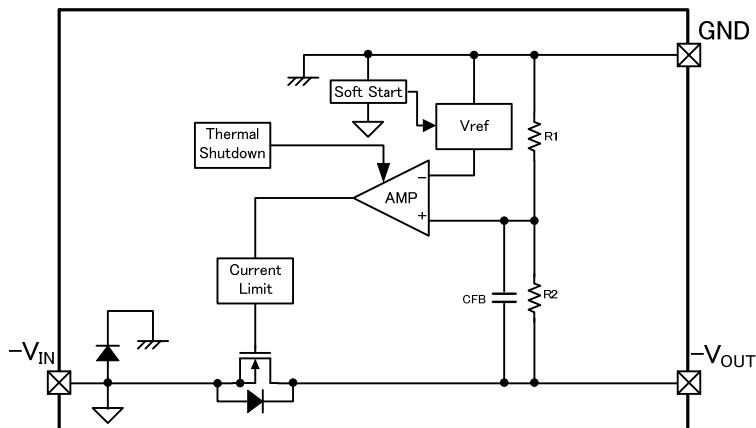 GND
Soft Start
Thermal
Shutdown
Vref
R1
AMP
−
+
Current
Limit
CFB
R2
−VIN
−VOUT